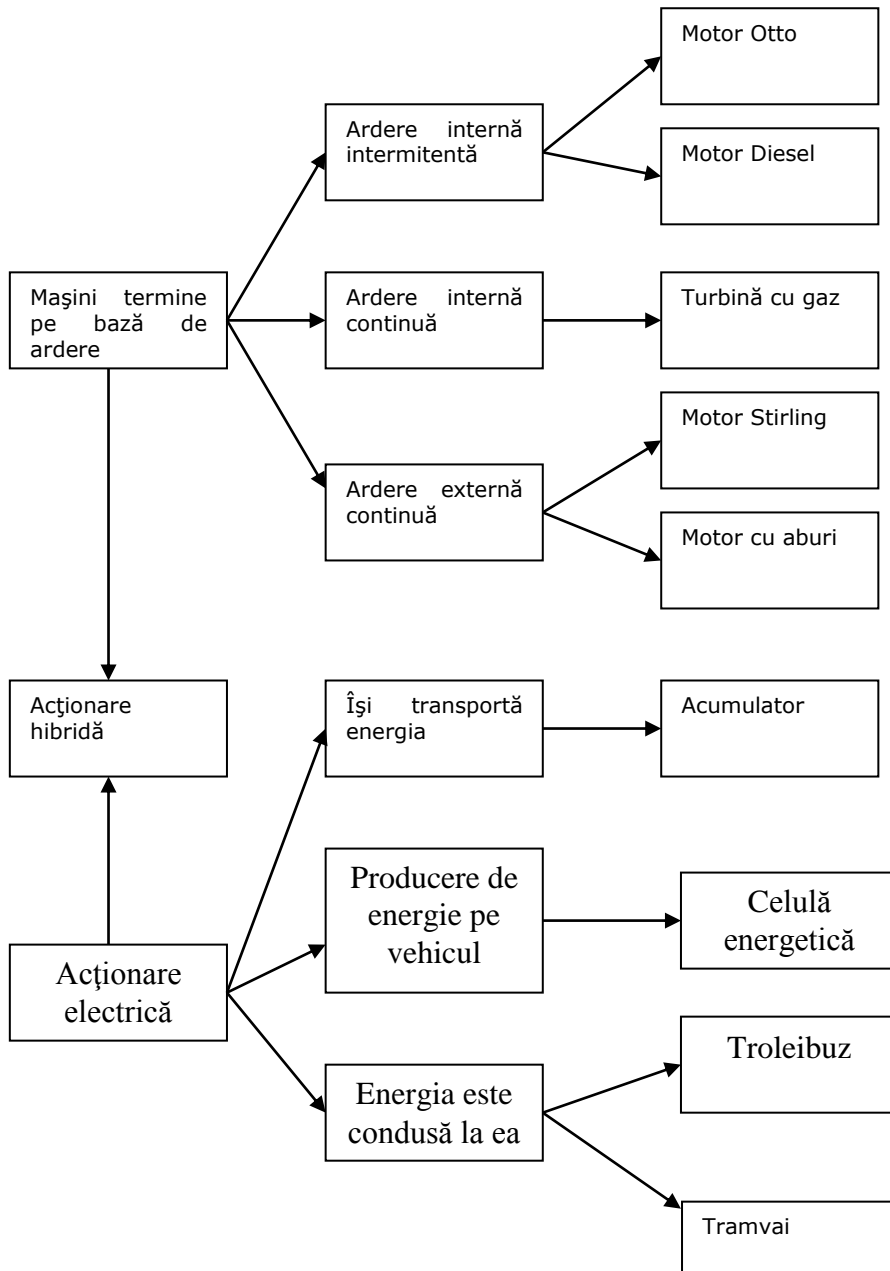 Motor Otto
Ardere internă
intermitentă
Motor Diesel
Maşini termine
pe bază de
ardere
Ardere internă
continuă
Turbină cu gaz
Motor Stirling
Ardere externă
continuă
Motor cu aburi
Acţionare
hibridă
Îşi transportă
energia
Acumulator
Producere de
energie pe
vehicul
Celulă
energetică
Acţionare
electrică
Troleibuz
Energia este
condusă la ea
Tramvai